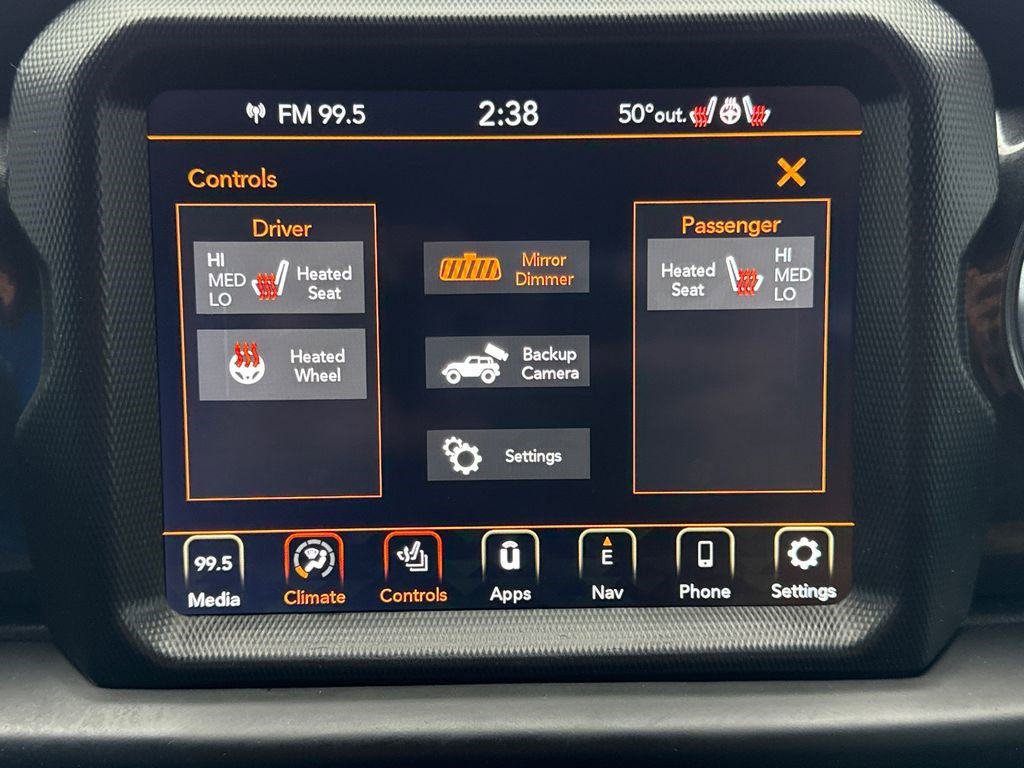 FM 99.5
2:38
50°out.
Controls
Driver
HI
MED
LO
Heated
Seat
Heated
Wheel
Mirror
Dimmer
Backup
Camera
Settings
Passenger
Heated
Seat
HI
MED
LO
99.5
Media
Climate
Controls
u
Apps
E
Nav
Phone
Settings